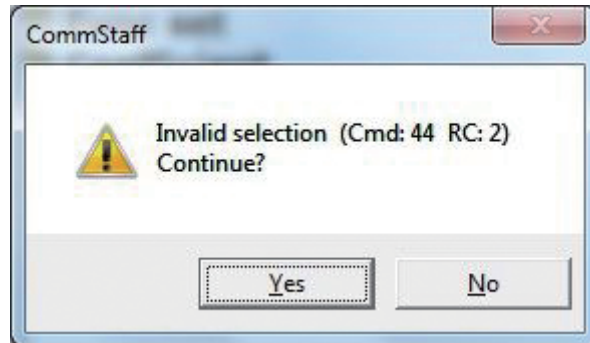 CommStaff
Invalid selection (Cmd: 44 RC: 2)
Continue?
Yes
No